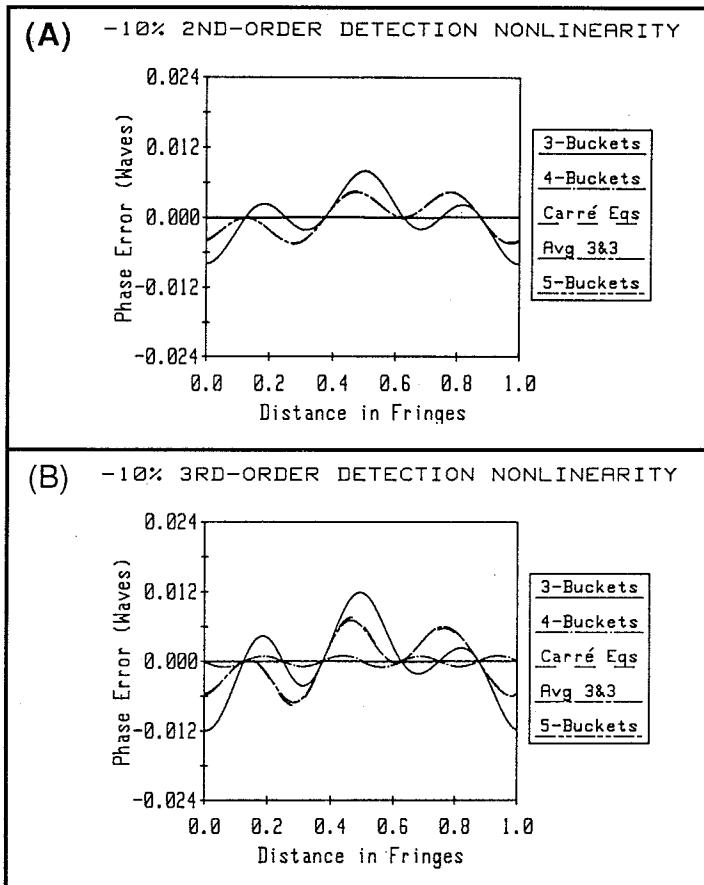 (A) -10% 2ND-ORDER DETECTION NONLINEARITY
Phase Error (Waves)
0.024
0.012
0.000
-0.012
-0.024
0.0 0.2 0.4 0.6 0.8 1.0
Distance in Fringes
3-Buckets
4-Buckets
Carré Eqs
Avg 3&3
5-Buckets
(B) -10% 3RD-ORDER DETECTION NONLINEARITY
Phase Error (Waves)
0.024
0.012
0.000
-0.012
-0.024
0.0 0.2 0.4 0.6 0.8 1.0
Distance in Fringes
3-Buckets
4-Buckets
Carré Eqs
Avg 3&3
5-Buckets